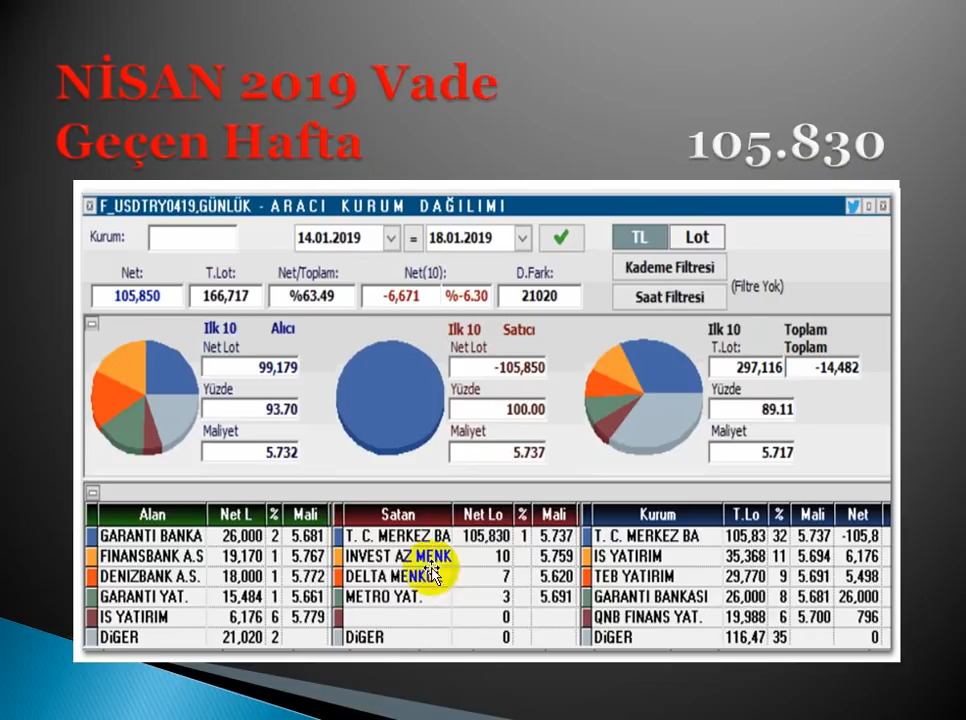 NİSAN 2019 Vade
Geçen Hafta 105.830
F_USDTRY0419,GÜNLÜK - ARACI KURUM DAĞILIMI
Kurum: 14.01.2019 = 18.01.2019 TL Lot
Kademe Filtresi
Saat Filtresi (Filtre Yok)
Net: T.Lot: Net/Toplam: Net(10): D.Fark:
105,850 166,717 %63.49 -6,671 %-6.30 21020
Ilk 10 Alıcı
Net Lot
99,179
Yüzde
93.70
Maliyet
5.732
Ilk 10 Satıcı
Net Lot
-105,850
Yüzde
100.00
Maliyet
5.737
Ilk 10 Toplam
T.Lot: Toplam
297,116 -14,482
Yüzde
89.11
Maliyet
5.717
Alan Net L % Mali
GARANTI BANKA 26,000 2 5.681
FINANSBANK A.S 19,170 1 5.767
DENIZBANK A.S. 18,000 1 5.772
GARANTI YAT. 15,484 1 5.661
IS YATIRIM 6,176 6 5.779
DiGER 21,020 2
Satan Net Lo % Mali
T. C. MERKEZ BA 105,830 1 5.737
INVEST AZ MENK 10 5.759
DELTA MENK 7 5.620
METRO YAT. 3 5.691
0
DiGER 0
Kurum T.Lo % Mali Net
T. C. MERKEZ BA 105,83 32 5.737 -105,8
IS YATIRIM 35,368 11 5.694 6,176
TEB YATIRIM 29,770 9 5.691 5,498
GARANTI BANKASI 26,000 8 5.681 26,000
QNB FINANS YAT. 19,988 6 5.700 796
DiGER 116,47 35 0